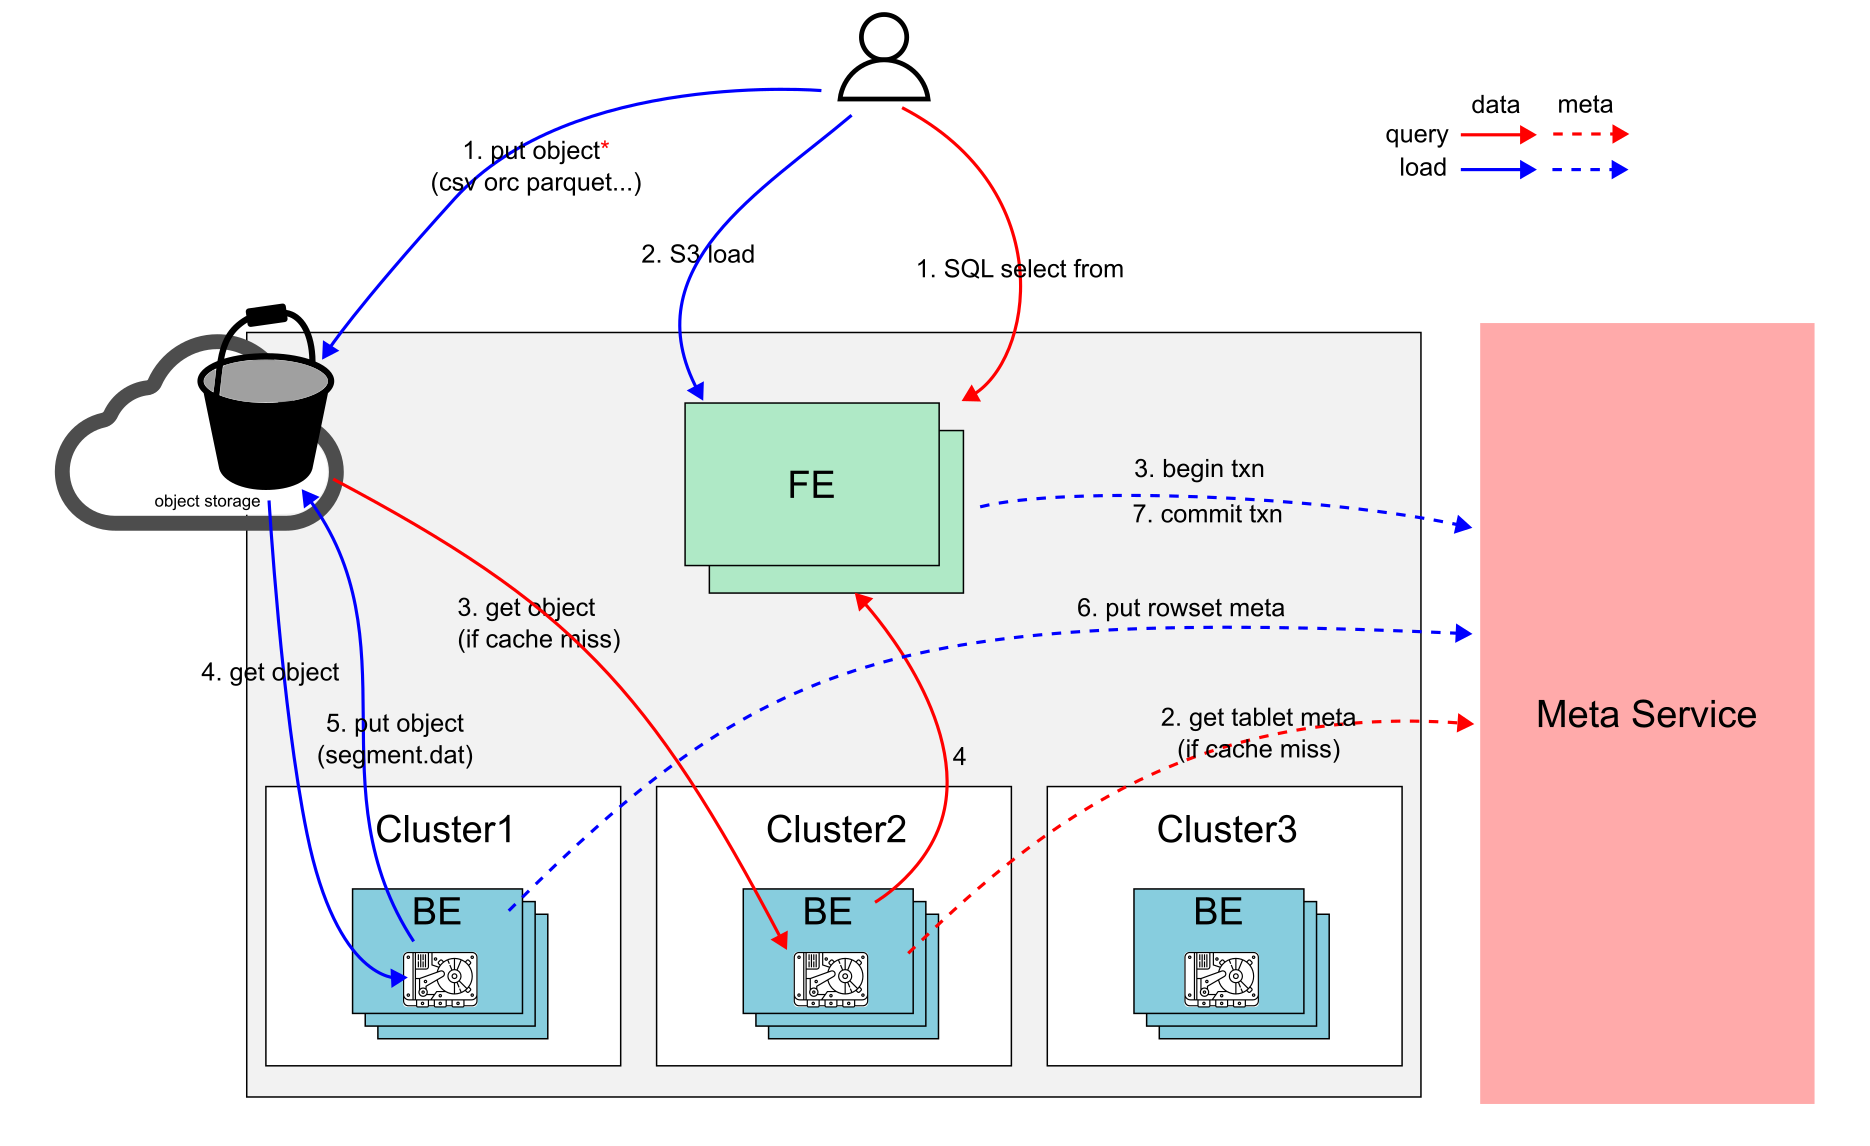 data meta
query
load
1. put object*
(csv orc parquet...)
2. S3 load
1. SQL select from
object storage
FE
3. begin txn
7. commit txn
3. get object
(if cache miss)
6. put rowset meta
4. get object
5. put object
(segment.dat)
2. get tablet meta
(if cache miss)
4
Meta Service
Cluster1
Cluster2
Cluster3
BE
BE
BE